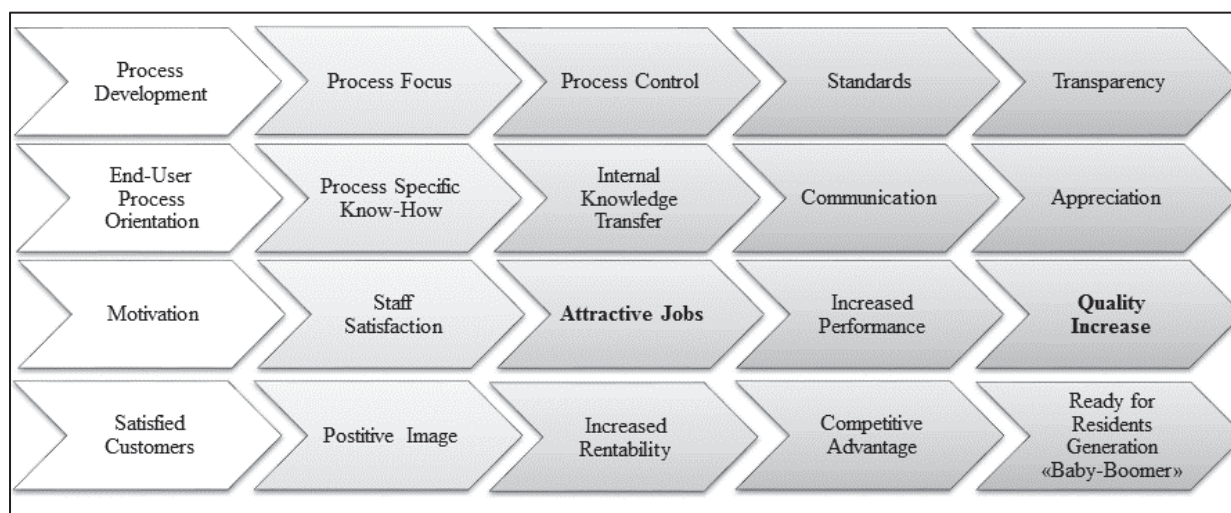 Process
Development
Process Focus
Process Control
Standards
Transparency
End-User
Process
Orientation
Process Specific
Know-How
Internal
Knowledge
Transfer
Communication
Appreciation
Motivation
Staff
Satisfaction
Attractive Jobs
Increased
Performance
Quality
Increase
Satisfied
Customers
Postitive Image
Increased
Rentability
Competitive
Advantage
Ready for
Residents
Generation
«Baby-Boomer»